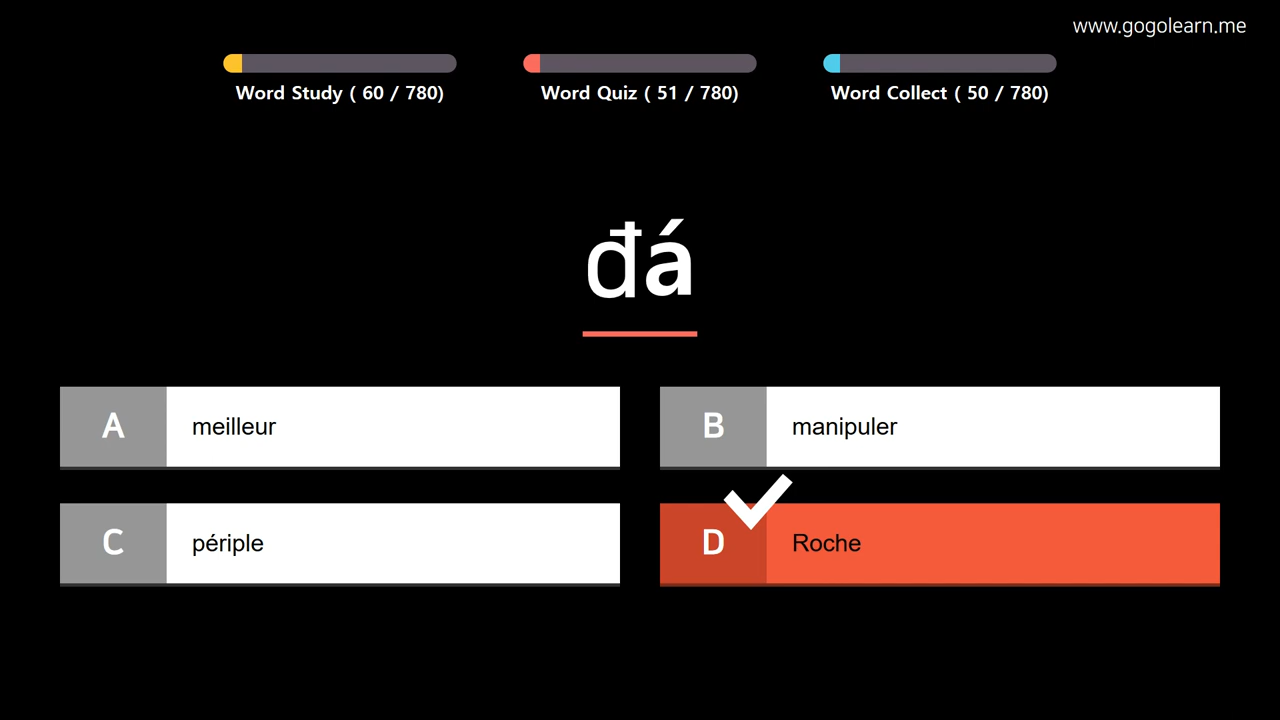 www.gogolearn.me
Word Study ( 60 / 780)
Word Quiz ( 51 / 780)
Word Collect ( 50 / 780)
đá
A meilleur
B manipuler
C périple
D Roche